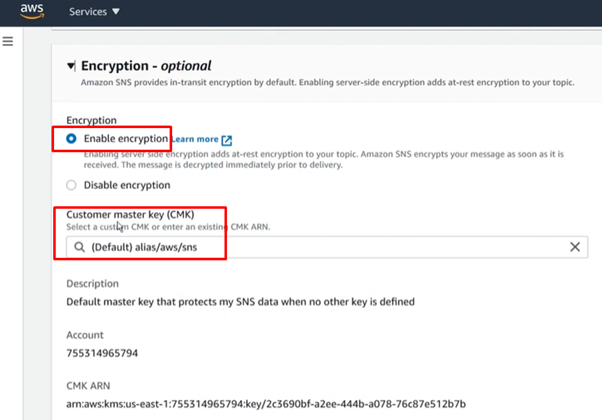 aws
Services ▼
Encryption - optional
Amazon SNS provides in-transit encryption by default. Enabling server-side encryption adds at-rest encryption to your topic.
Encryption
Enable encryption Learn more
Enabling server side encryption adds at-rest encryption to your topic. Amazon SNS encrypts your message as soon as it is
received. The message is decrypted immediately prior to delivery.
Disable encryption
Customer master key (CMK)
Select a custom CMK or enter an existing CMK ARN.
(Default) alias/aws/sns
Description
Default master key that protects my SNS data when no other key is defined
Account
755314965794
CMK ARN
arn:aws:kms:us-east-1:755314965794:key/2c3690bf-a2ee-444b-a078-76c87e512b7b